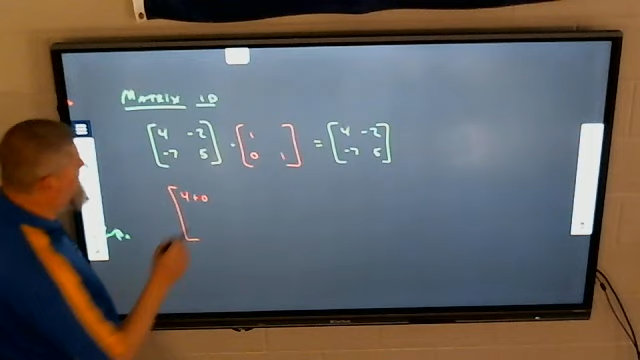 MATRIX ID
[4 -2] · [1  ] = [4 -2]
[-7 5] [0 1] [-7 5]
[4+0